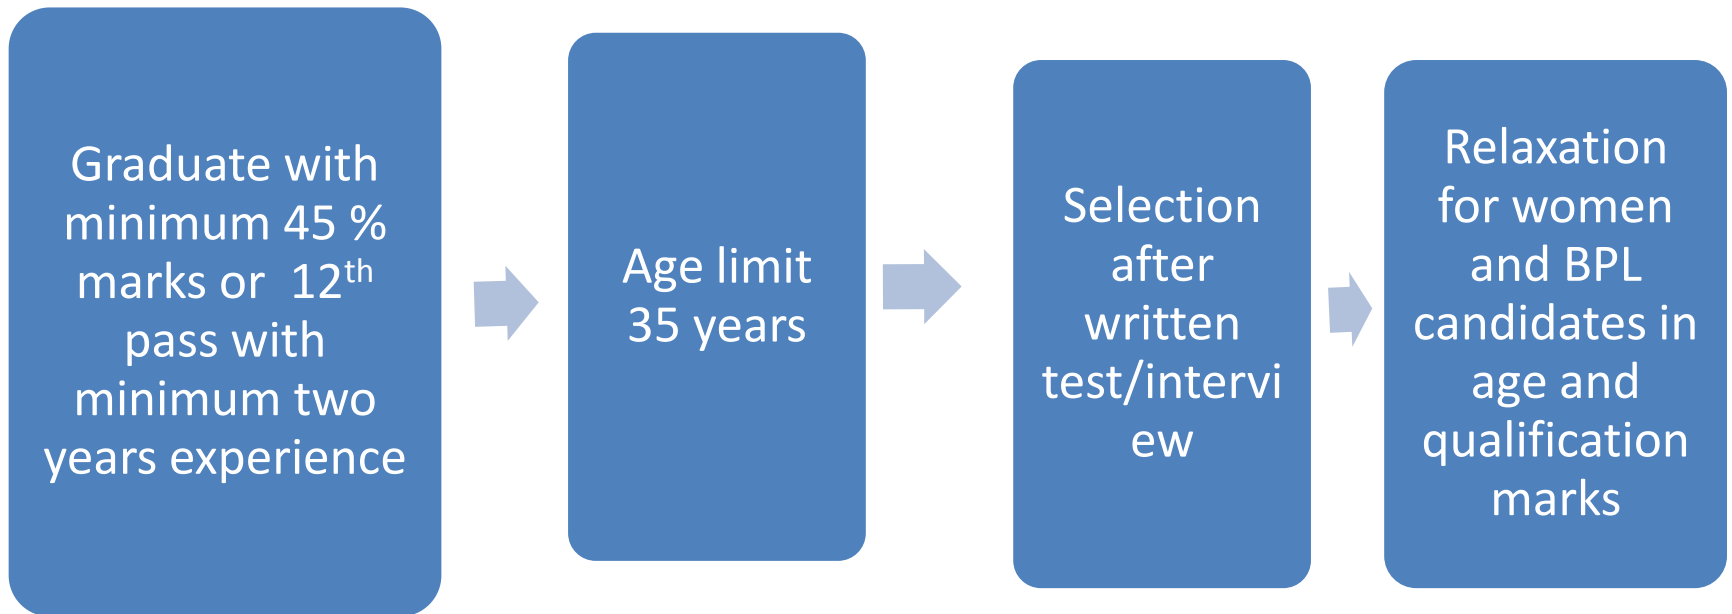 Graduate with
minimum 45 %
marks or 12th
pass with
minimum two
years experience
Age limit
35 years
Selection
after
written
test/intervi
ew
Relaxation
for women
and BPL
candidates in
age and
qualification
marks